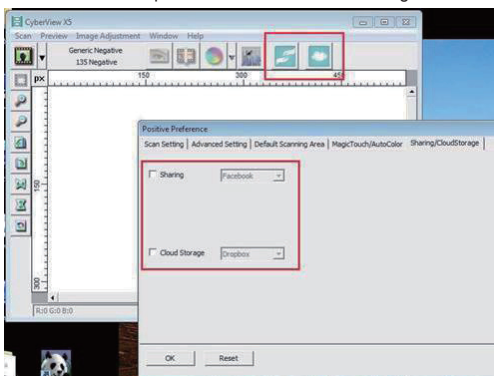 CyberView X5
Scan Preview Image Adjustment Window Help
Generic Negative
135 Negative
px
150 300 450
Positive Preference
Scan Setting Advanced Setting Default Scanning Area MagicTouch/AutoColor Sharing/CloudStorage
Sharing Facebook
150
Cloud Storage Dropbox
300
R:0 G:0 B:0
OK Reset